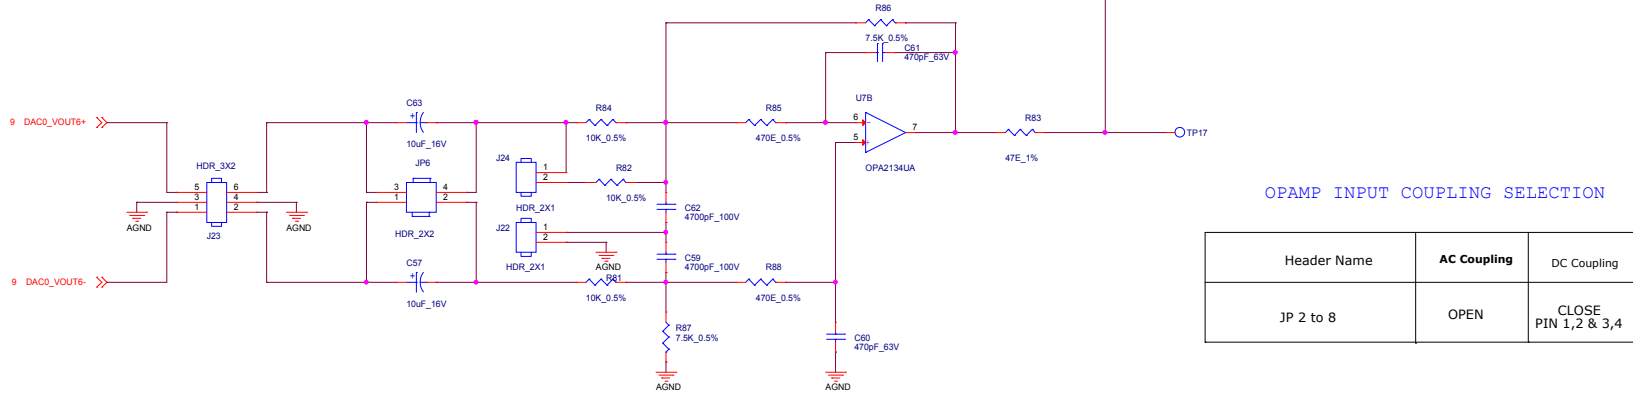 R86
7.5K_0.5%
C61
470pF_63V
U7B
C63
R84
R85
R83
9 DAC0_VOUT6+
+
6
-
7
TP17
10uF_16V
10K_0.5%
470E_0.5%
5
+
47E_1%
HDR_3X2
JP6
J24
1
2
R82
OPA2134UA
5 6
3 4
1 2
3 4
1 2
HDR_2X1
10K_0.5%
OPAMP INPUT COUPLING SELECTION
C62
4700pF_100V
AGND
J23
AGND
HDR_2X2
J22
1
2
C57
HDR_2X1
AGND
C59
4700pF_100V
Header Name AC Coupling DC Coupling
9 DAC0_VOUT6-
+
R81
R88
10uF_16V
10K_0.5%
470E_0.5%
JP 2 to 8 OPEN CLOSE
PIN 1,2 & 3,4
R87
7.5K_0.5%
C60
470pF_63V
AGND
AGND